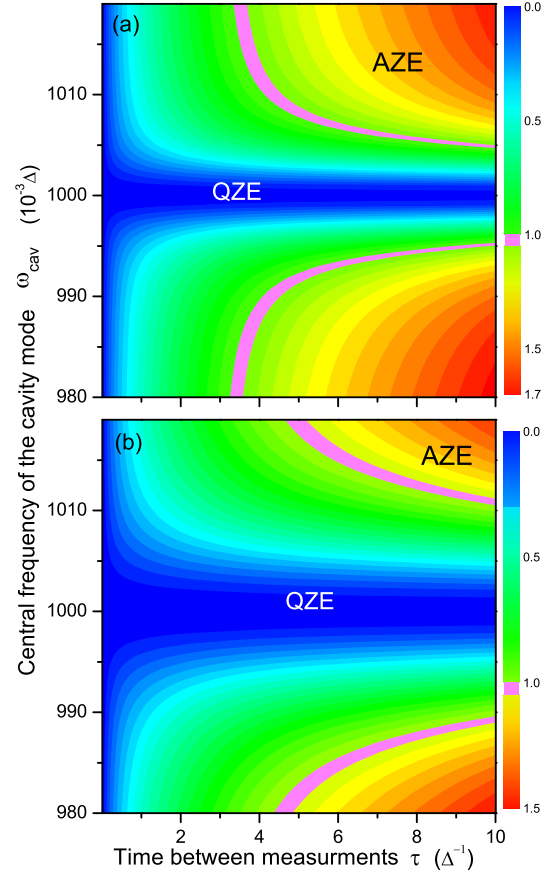 (a)
AZE
QZE
1010
1000
990
980
0.0
0.5
1.0
1.5
1.7
(b)
AZE
QZE
1010
1000
990
980
0.0
0.5
1.0
1.5
2 4 6 8 10
Central frequency of the cavity mode ω_cav (10⁻³Δ)
Time between measurments τ (Δ⁻¹)